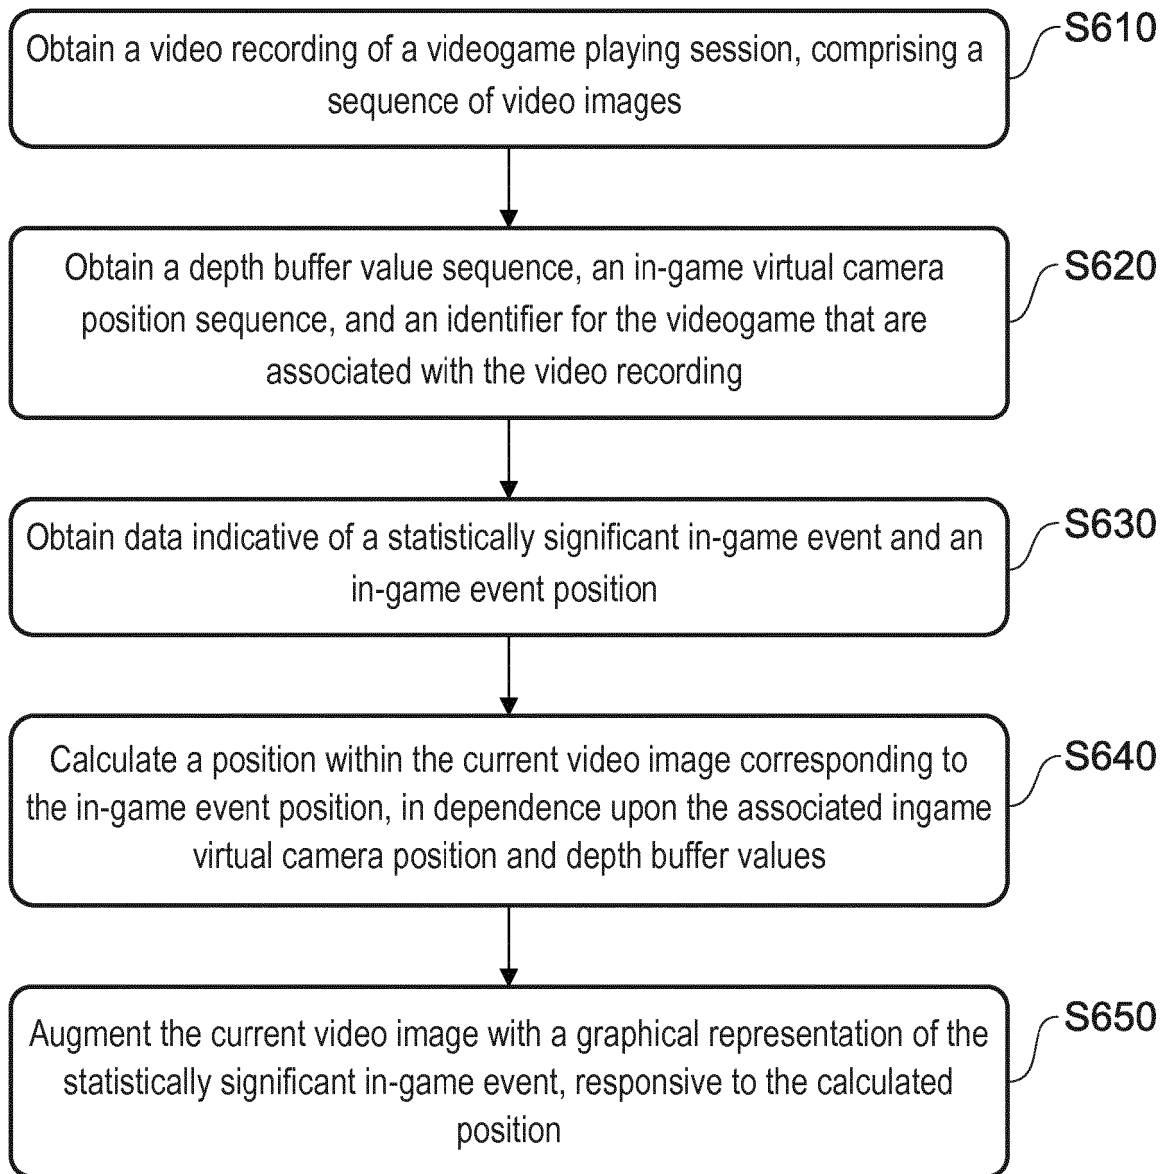 Obtain a video recording of a videogame playing session, comprising a
sequence of video images
S610
Obtain a depth buffer value sequence, an in-game virtual camera
position sequence, and an identifier for the videogame that are
associated with the video recording
S620
Obtain data indicative of a statistically significant in-game event and an
in-game event position
S630
Calculate a position within the current video image corresponding to
the in-game event position, in dependence upon the associated ingame
virtual camera position and depth buffer values
S640
Augment the current video image with a graphical representation of the
statistically significant in-game event, responsive to the calculated
position
S650